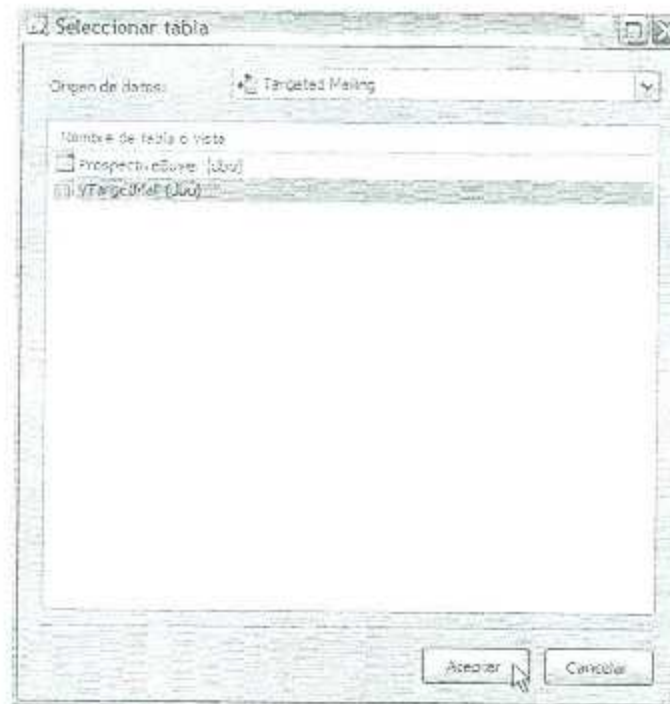 Seleccionar tabla
Origen de datos: Targeted Mailing
Nombre de tabla o vista
ProspectiveBuyer (dbo)
vTargetMail (dbo)
Aceptar Cancelar